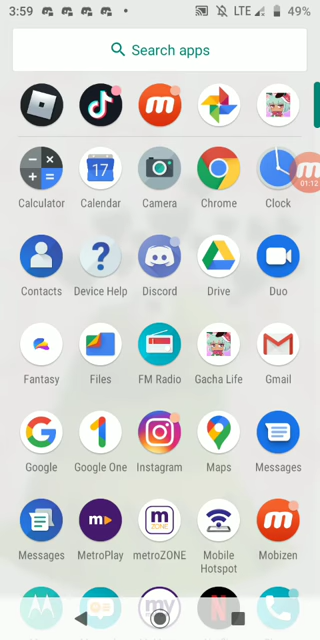 3:59 LTE 49%
Search apps
17
Calculator Calendar Camera Chrome Clock
01:12
Contacts Device Help Discord Drive Duo
Fantasy Files FM Radio Gacha Life Gmail
Google Google One Instagram Maps Messages
m ZONE
Messages MetroPlay metroZONE Mobile Hotspot Mobizen
my